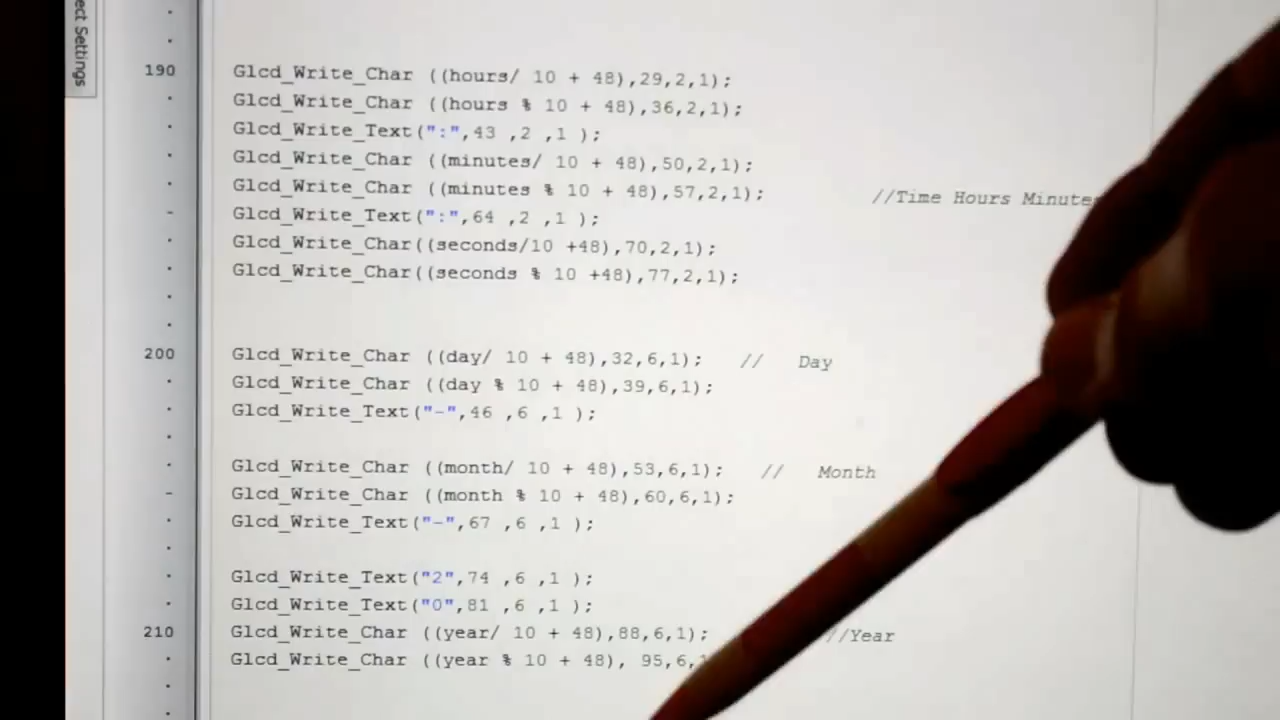 ect Settings
190 Glcd_Write_Char ((hours/ 10 + 48),29,2,1);
Glcd_Write_Char ((hours % 10 + 48),36,2,1);
Glcd_Write_Text(":",43 ,2 ,1 );
Glcd_Write_Char ((minutes/ 10 + 48),50,2,1);
Glcd_Write_Char ((minutes % 10 + 48),57,2,1); //Time Hours Minutes
Glcd_Write_Text(":",64 ,2 ,1 );
Glcd_Write_Char((seconds/10 +48),70,2,1);
Glcd_Write_Char((seconds % 10 +48),77,2,1);
200 Glcd_Write_Char ((day/ 10 + 48),32,6,1); // Day
Glcd_Write_Char ((day % 10 + 48),39,6,1);
Glcd_Write_Text("-",46 ,6 ,1 );
Glcd_Write_Char ((month/ 10 + 48),53,6,1); // Month
Glcd_Write_Char ((month % 10 + 48),60,6,1);
Glcd_Write_Text("-",67 ,6 ,1 );
Glcd_Write_Text("2",74 ,6 ,1 );
Glcd_Write_Text("0",81 ,6 ,1 );
210 Glcd_Write_Char ((year/ 10 + 48),88,6,1); //Year
Glcd_Write_Char ((year % 10 + 48), 95,6,1